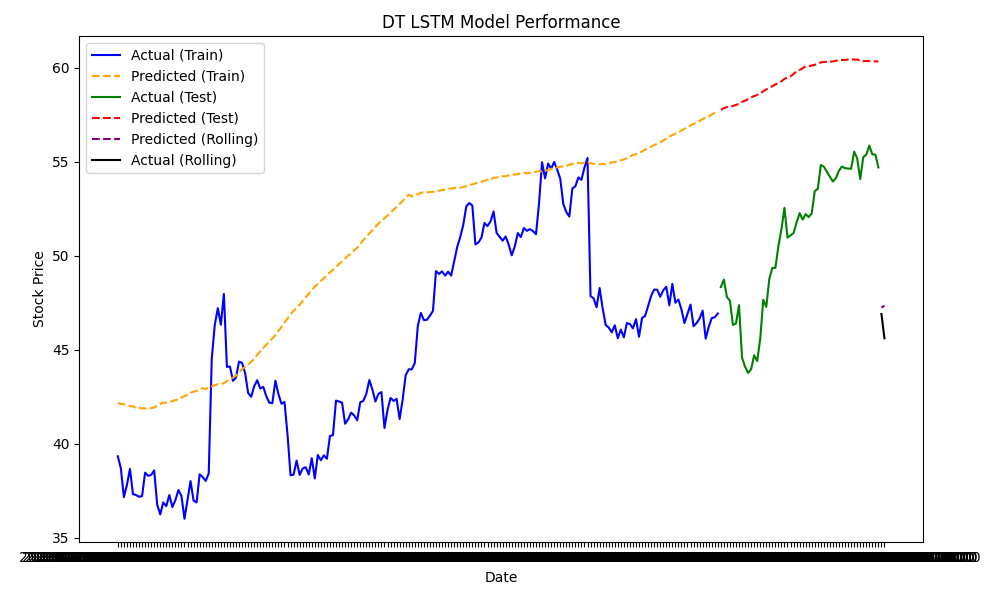 DT LSTM Model Performance
Actual (Train)
Predicted (Train)
Actual (Test)
Predicted (Test)
Predicted (Rolling)
Actual (Rolling)
60
55
50
45
40
35
Stock Price
Date